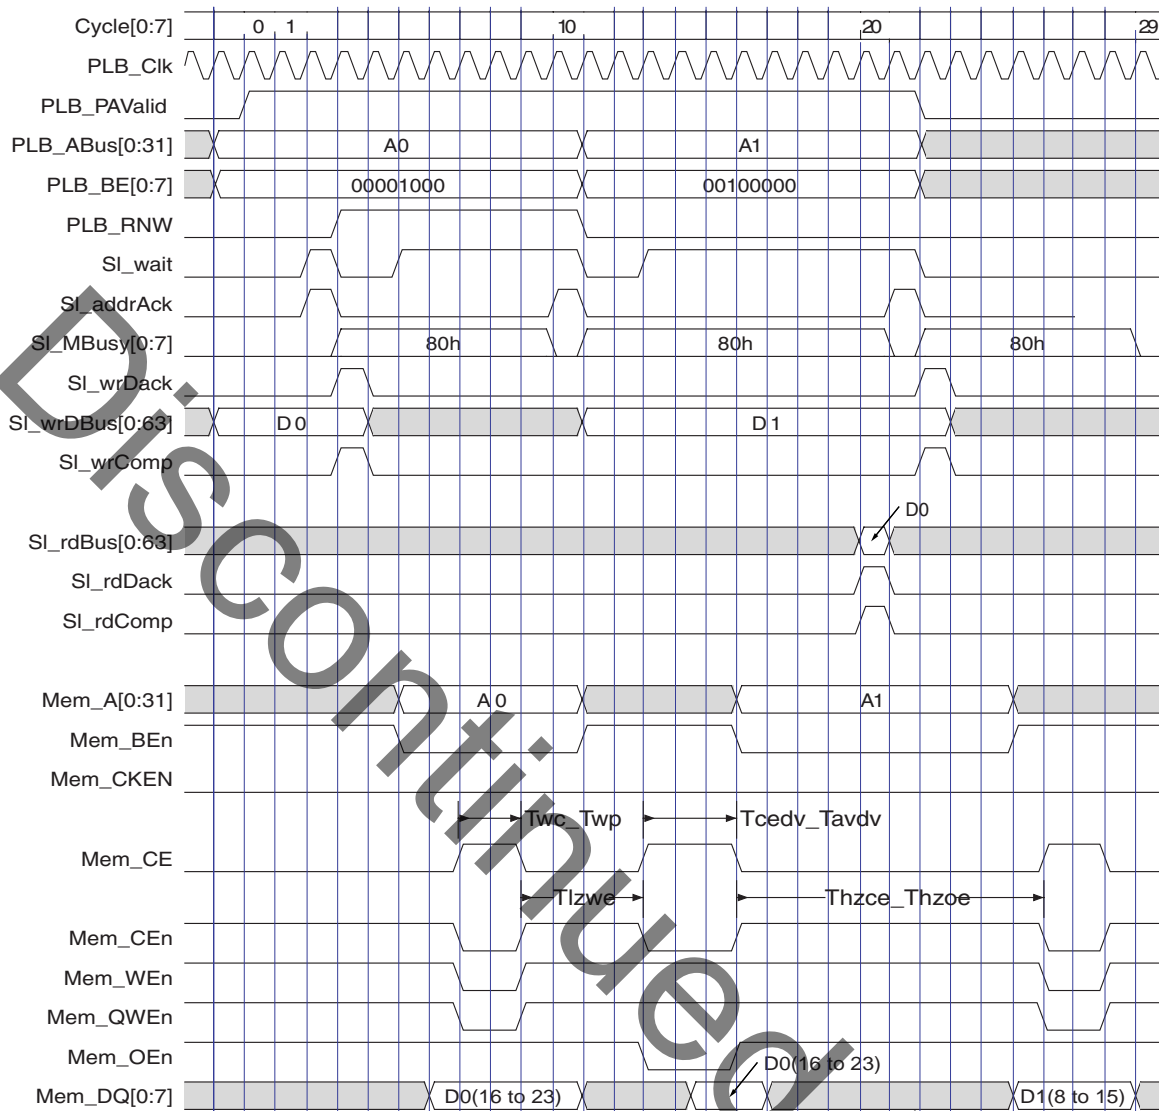 Cycle[0:7] 0 1 10 20 29
PLB_Clk
PLB_PAValid
PLB_ABus[0:31] A0 A1
PLB_BE[0:7] 00001000 00100000
PLB_RNW
Sl_wait
Sl_addrAck
Sl_MBusy[0:7] 80h 80h 80h
Sl_wrDack
Sl_wrDBus[0:63] D0 D1
Sl_wrComp
D0
Sl_rdBus[0:63]
Sl_rdDack
Sl_rdComp
Mem_A[0:31] A0 A1
Mem_BEn
Mem_CKEN
Twc_Twp Tcedv_Tavdv
Mem_CE
Tlzwe Thzce_Thzoe
Mem_CEn
Mem_WEn
Mem_QWEn
Mem_OEn
D0(16 to 23)
Mem_DQ[0:7] D0(16 to 23) D1(8 to 15)
Discontinued